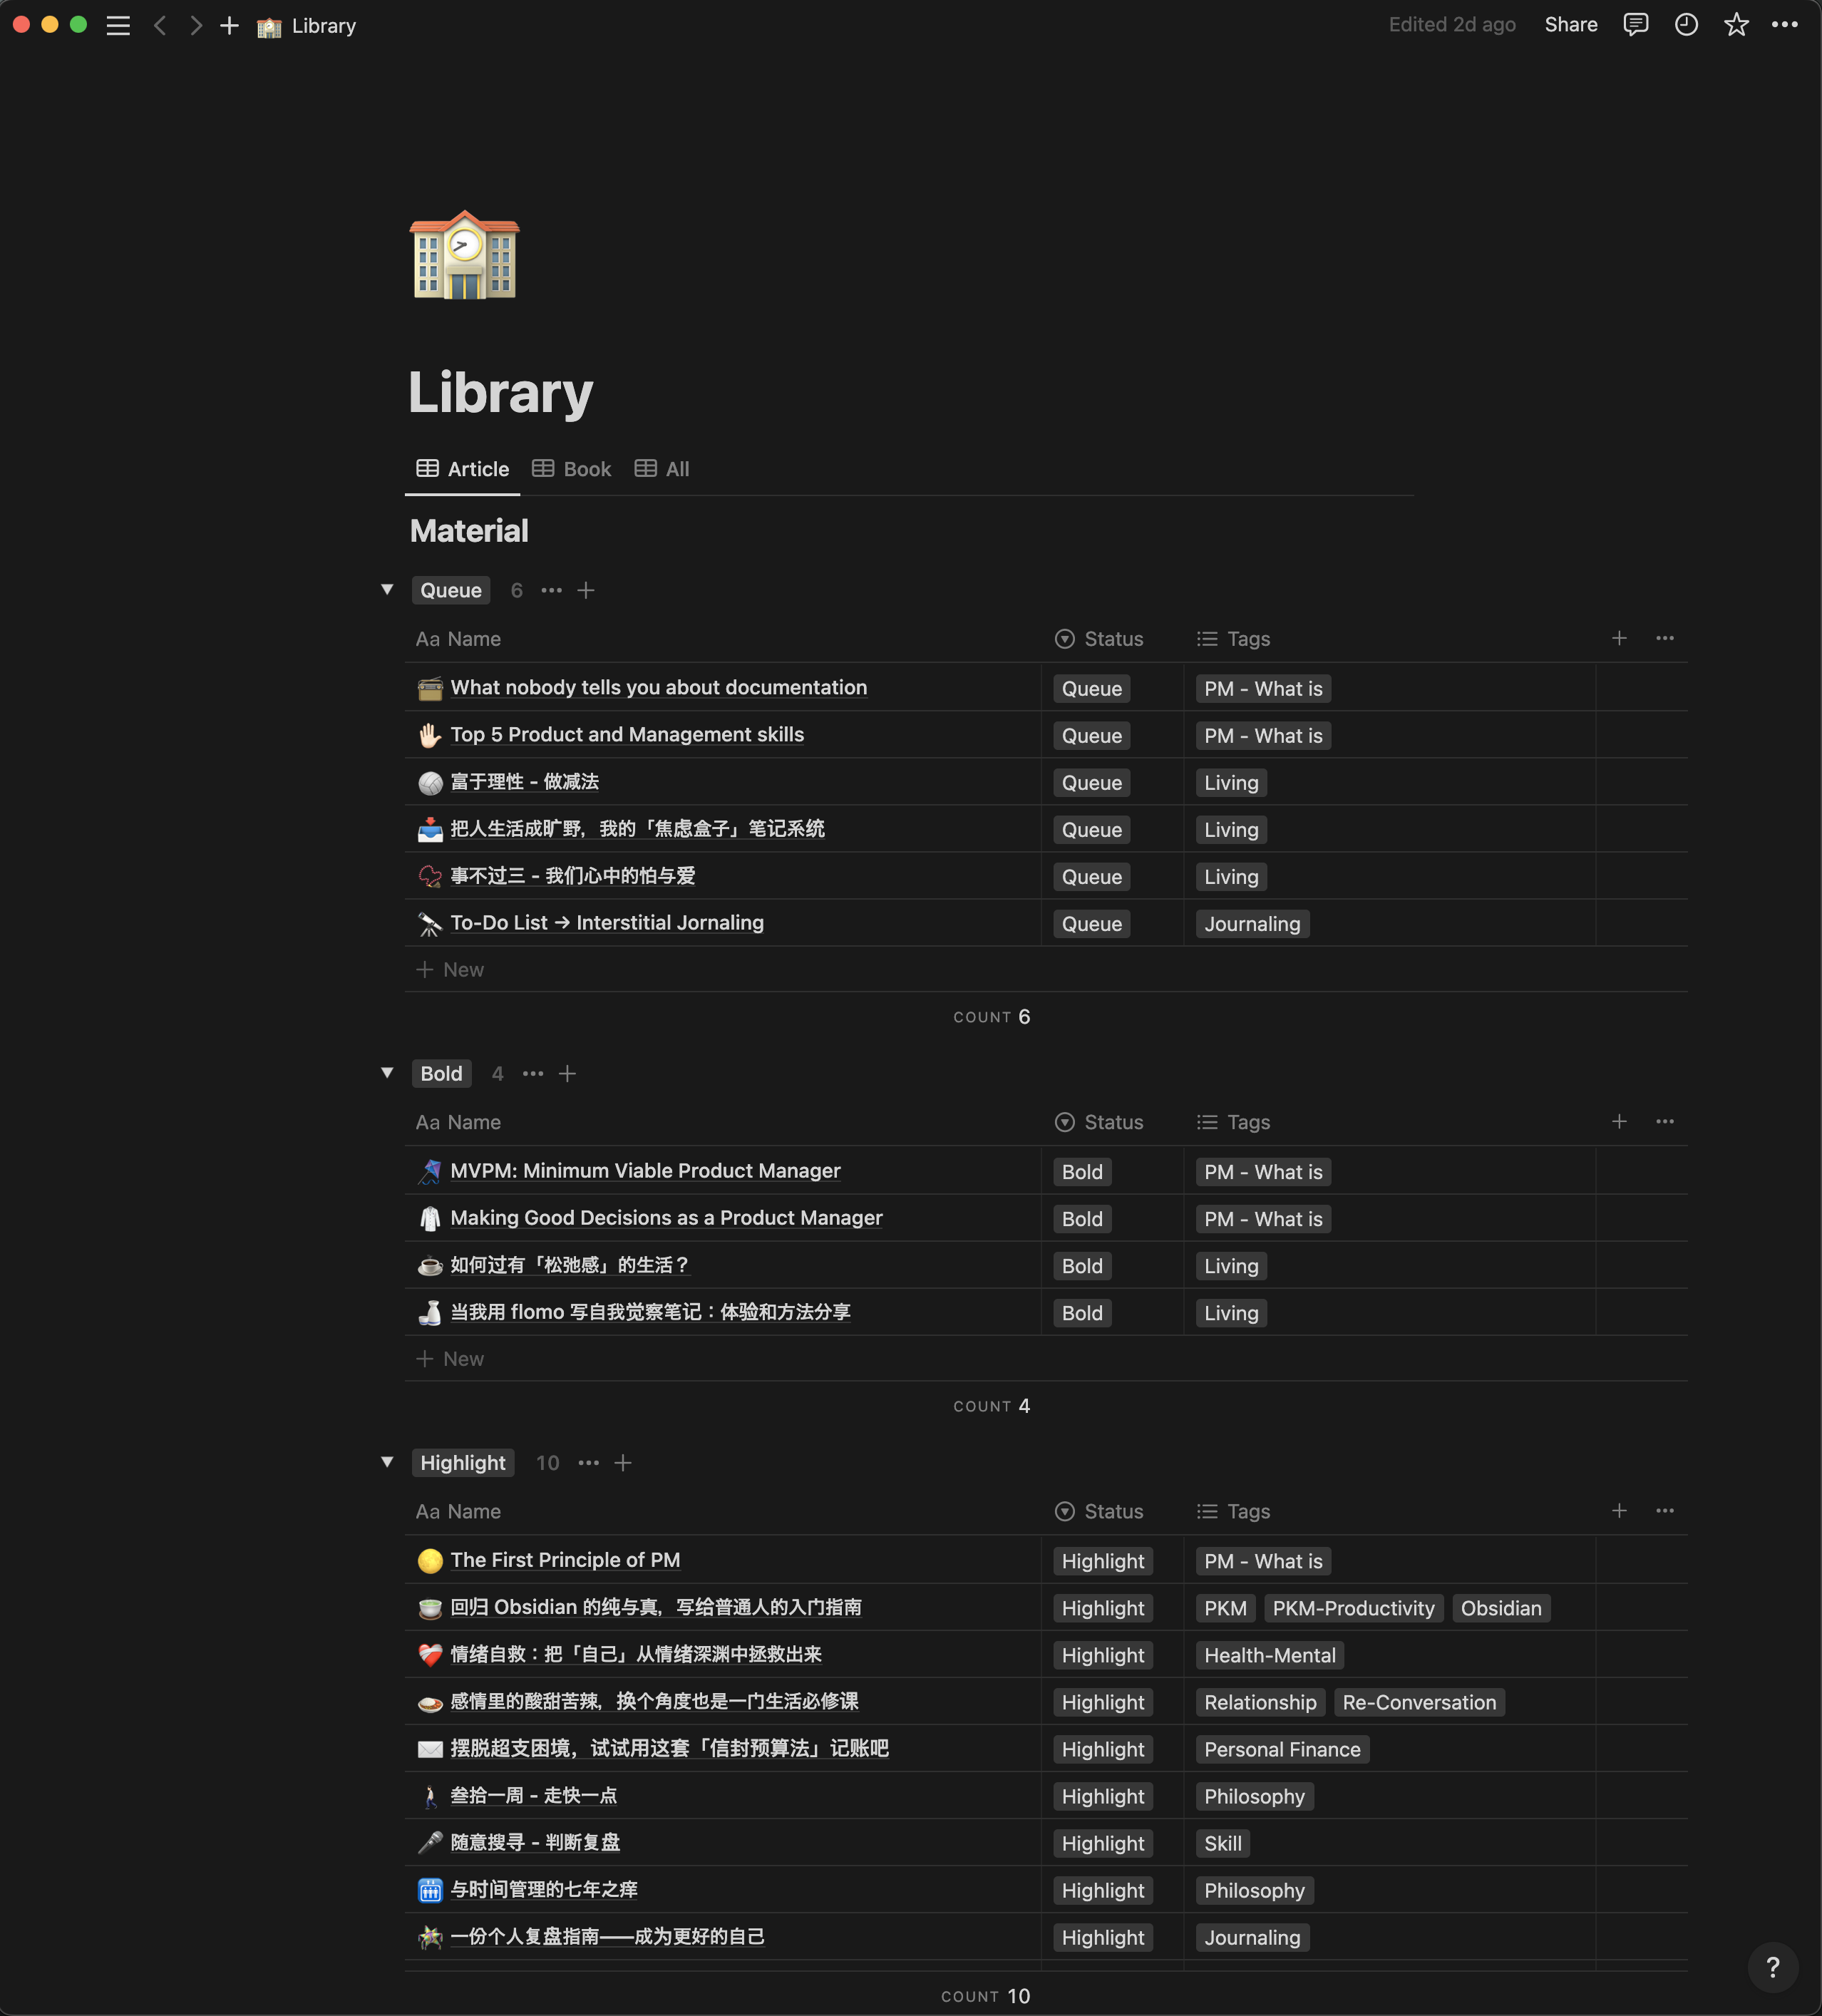 Library
Edited 2d ago Share
Library
Article Book All
Material
Queue 6
Aa Name Status Tags
What nobody tells you about documentation Queue PM - What is
Top 5 Product and Management skills Queue PM - What is
富于理性 - 做减法 Queue Living
把人生活成旷野，我的「焦虑盒子」笔记系统 Queue Living
事不过三 - 我们心中的怕与爱 Queue Living
To-Do List → Interstitial Jornaling Queue Journaling
New
COUNT 6
Bold 4
Aa Name Status Tags
MVPM: Minimum Viable Product Manager Bold PM - What is
Making Good Decisions as a Product Manager Bold PM - What is
如何过有「松弛感」的生活？ Bold Living
当我用 flomo 写自我觉察笔记：体验和方法分享 Bold Living
New
COUNT 4
Highlight 10
Aa Name Status Tags
The First Principle of PM Highlight PM - What is
回归 Obsidian 的纯与真，写给普通人的入门指南 Highlight PKM PKM-Productivity Obsidian
情绪自救：把「自己」从情绪深渊中拯救出来 Highlight Health-Mental
感情里的酸甜苦辣，换个角度也是一门生活必修课 Highlight Relationship Re-Conversation
摆脱超支困境，试试用这套「信封预算法」记账吧 Highlight Personal Finance
叁拾一周 - 走快一点 Highlight Philosophy
随意搜寻 - 判断复盘 Highlight Skill
与时间管理的七年之痒 Highlight Philosophy
一份个人复盘指南——成为更好的自己 Highlight Journaling
?
COUNT 10